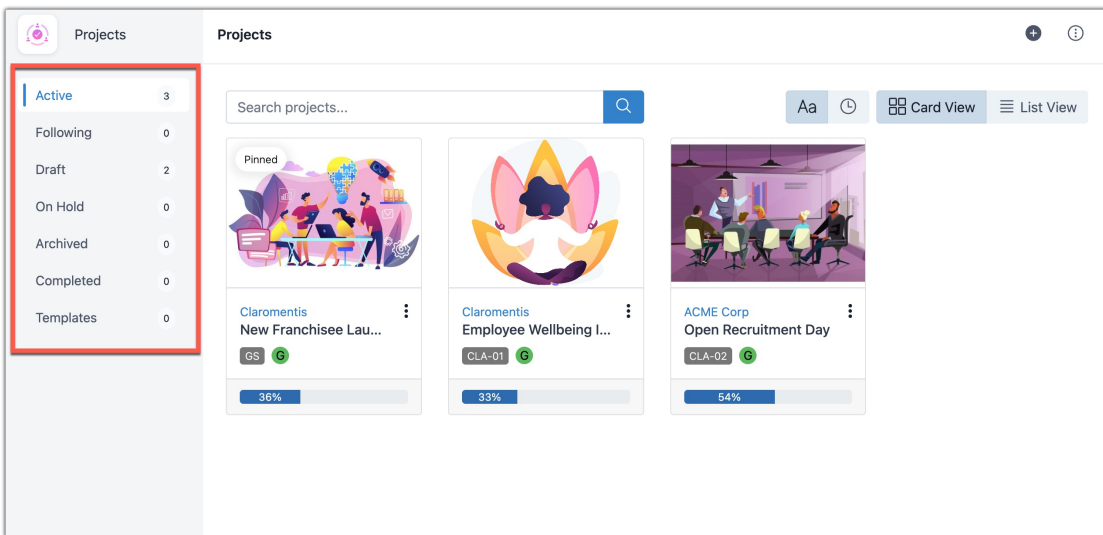 Projects
Projects
Active 3
Following 0
Draft 2
On Hold 0
Archived 0
Completed 0
Templates 0
Search projects...
Aa
Card View
List View
Pinned
Claromentis
New Franchisee Lau...
GS G
36%
Claromentis
Employee Wellbeing I...
CLA-01 G
33%
ACME Corp
Open Recruitment Day
CLA-02 G
54%